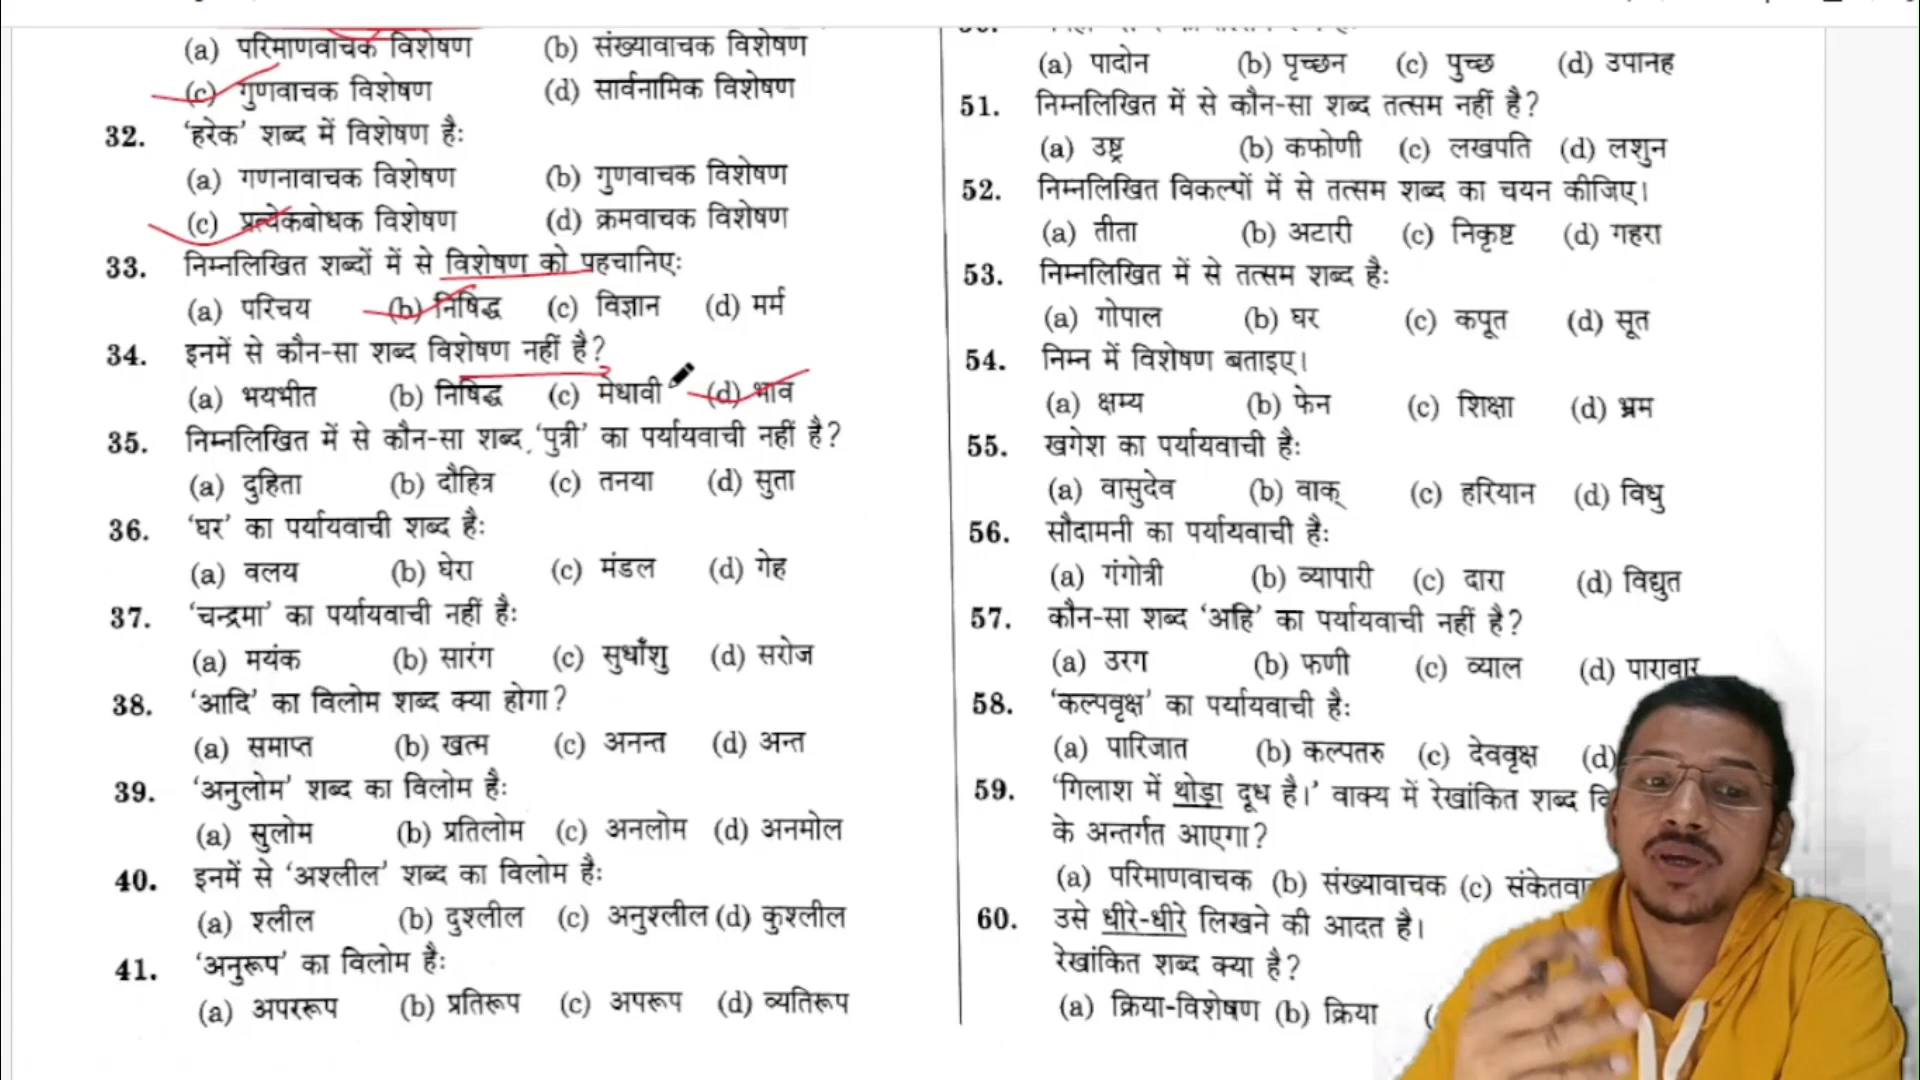 (a) परिमाणवाचक विशेषण (b) संख्यावाचक विशेषण
(c) गुणवाचक विशेषण (d) सार्वनामिक विशेषण
32. ‘हरेक’ शब्द में विशेषण है:
(a) गणनावाचक विशेषण (b) गुणवाचक विशेषण
(c) प्रत्येकबोधक विशेषण (d) क्रमवाचक विशेषण
33. निम्नलिखित शब्दों में से विशेषण को पहचानिए:
(a) परिचय (b) निषिद्ध (c) विज्ञान (d) मर्म
34. इनमें से कौन-सा शब्द विशेषण नहीं है?
(a) भयभीत (b) निषिद्ध (c) मेधावी (d) भाव
35. निम्नलिखित में से कौन-सा शब्द ‘पुत्री’ का पर्यायवाची नहीं है?
(a) दुहिता (b) दौहित्र (c) तनया (d) सुता
36. ‘घर’ का पर्यायवाची शब्द है:
(a) वलय (b) घेरा (c) मंडल (d) गेह
37. ‘चन्द्रमा’ का पर्यायवाची नहीं है:
(a) मयंक (b) सारंग (c) सुधाँशु (d) सरोज
38. ‘आदि’ का विलोम शब्द क्या होगा?
(a) समाप्त (b) खत्म (c) अनन्त (d) अन्त
39. ‘अनुलोम’ शब्द का विलोम है:
(a) सुलोम (b) प्रतिलोम (c) अनलोम (d) अनमोल
40. इनमें से ‘अश्लील’ शब्द का विलोम है:
(a) श्लील (b) दुश्लील (c) अनुश्लील (d) कुश्लील
41. ‘अनुरूप’ का विलोम है:
(a) अपररूप (b) प्रतिरूप (c) अपरूप (d) व्यतिरूप
(a) पादोन (b) पृच्छन (c) पुच्छ (d) उपानह
51. निम्नलिखित में से कौन-सा शब्द तत्सम नहीं है?
(a) उष्ट्र (b) कफोणी (c) लखपति (d) लशुन
52. निम्नलिखित विकल्पों में से तत्सम शब्द का चयन कीजिए।
(a) तीता (b) अटारी (c) निकृष्ट (d) गहरा
53. निम्नलिखित में से तत्सम शब्द है:
(a) गोपाल (b) घर (c) कपूत (d) सूत
54. निम्न में विशेषण बताइए।
(a) क्षम्य (b) फेन (c) शिक्षा (d) भ्रम
55. खगेश का पर्यायवाची है:
(a) वासुदेव (b) वाक् (c) हरियान (d) विधु
56. सौदामनी का पर्यायवाची है:
(a) गंगोत्री (b) व्यापारी (c) दारा (d) विद्युत
57. कौन-सा शब्द ‘अहि’ का पर्यायवाची नहीं है?
(a) उरग (b) फणी (c) व्याल (d) पारावार
58. ‘कल्पवृक्ष’ का पर्यायवाची है:
(a) पारिजात (b) कल्पतरु (c) देववृक्ष (d)
59. ‘गिलाश में थोड़ा दूध है।’ वाक्य में रेखांकित शब्द
के अन्तर्गत आएगा?
(a) परिमाणवाचक (b) संख्यावाचक (c)
60. उसे धीरे-धीरे लिखने की आदत है।
रेखांकित शब्द क्या है?
(a) क्रिया-विशेषण (b) क्रिया